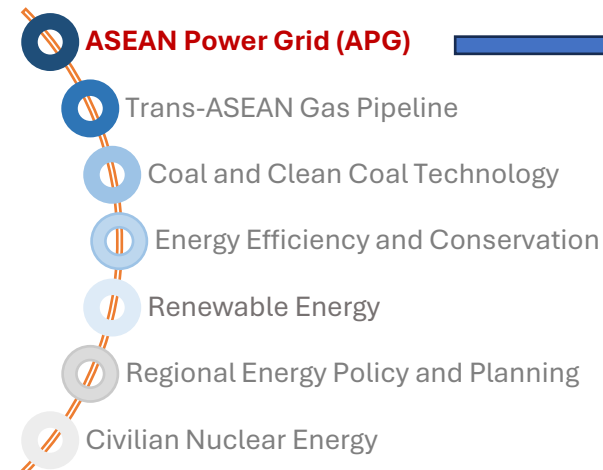 ASEAN Power Grid (APG)
Trans-ASEAN Gas Pipeline
Coal and Clean Coal Technology
Energy Efficiency and Conservation
Renewable Energy
Regional Energy Policy and Planning
Civilian Nuclear Energy